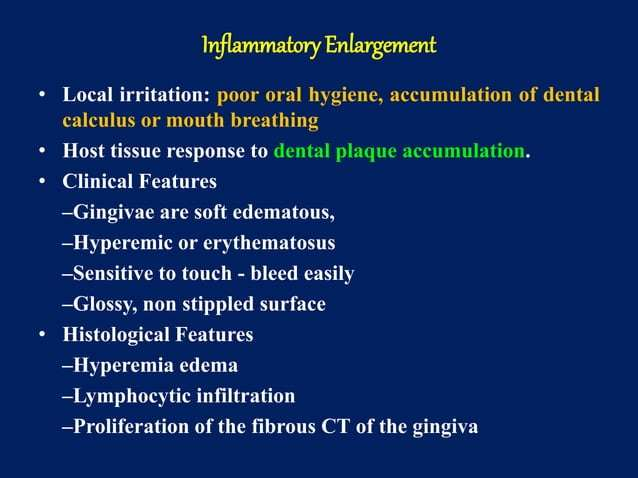 Inflammatory Enlargement
• Local irritation: poor oral hygiene, accumulation of dental
calculus or mouth breathing
• Host tissue response to dental plaque accumulation.
• Clinical Features
–Gingivae are soft edematous,
–Hyperemic or erythematosus
–Sensitive to touch - bleed easily
–Glossy, non stippled surface
• Histological Features
–Hyperemia edema
–Lymphocytic infiltration
–Proliferation of the fibrous CT of the gingiva